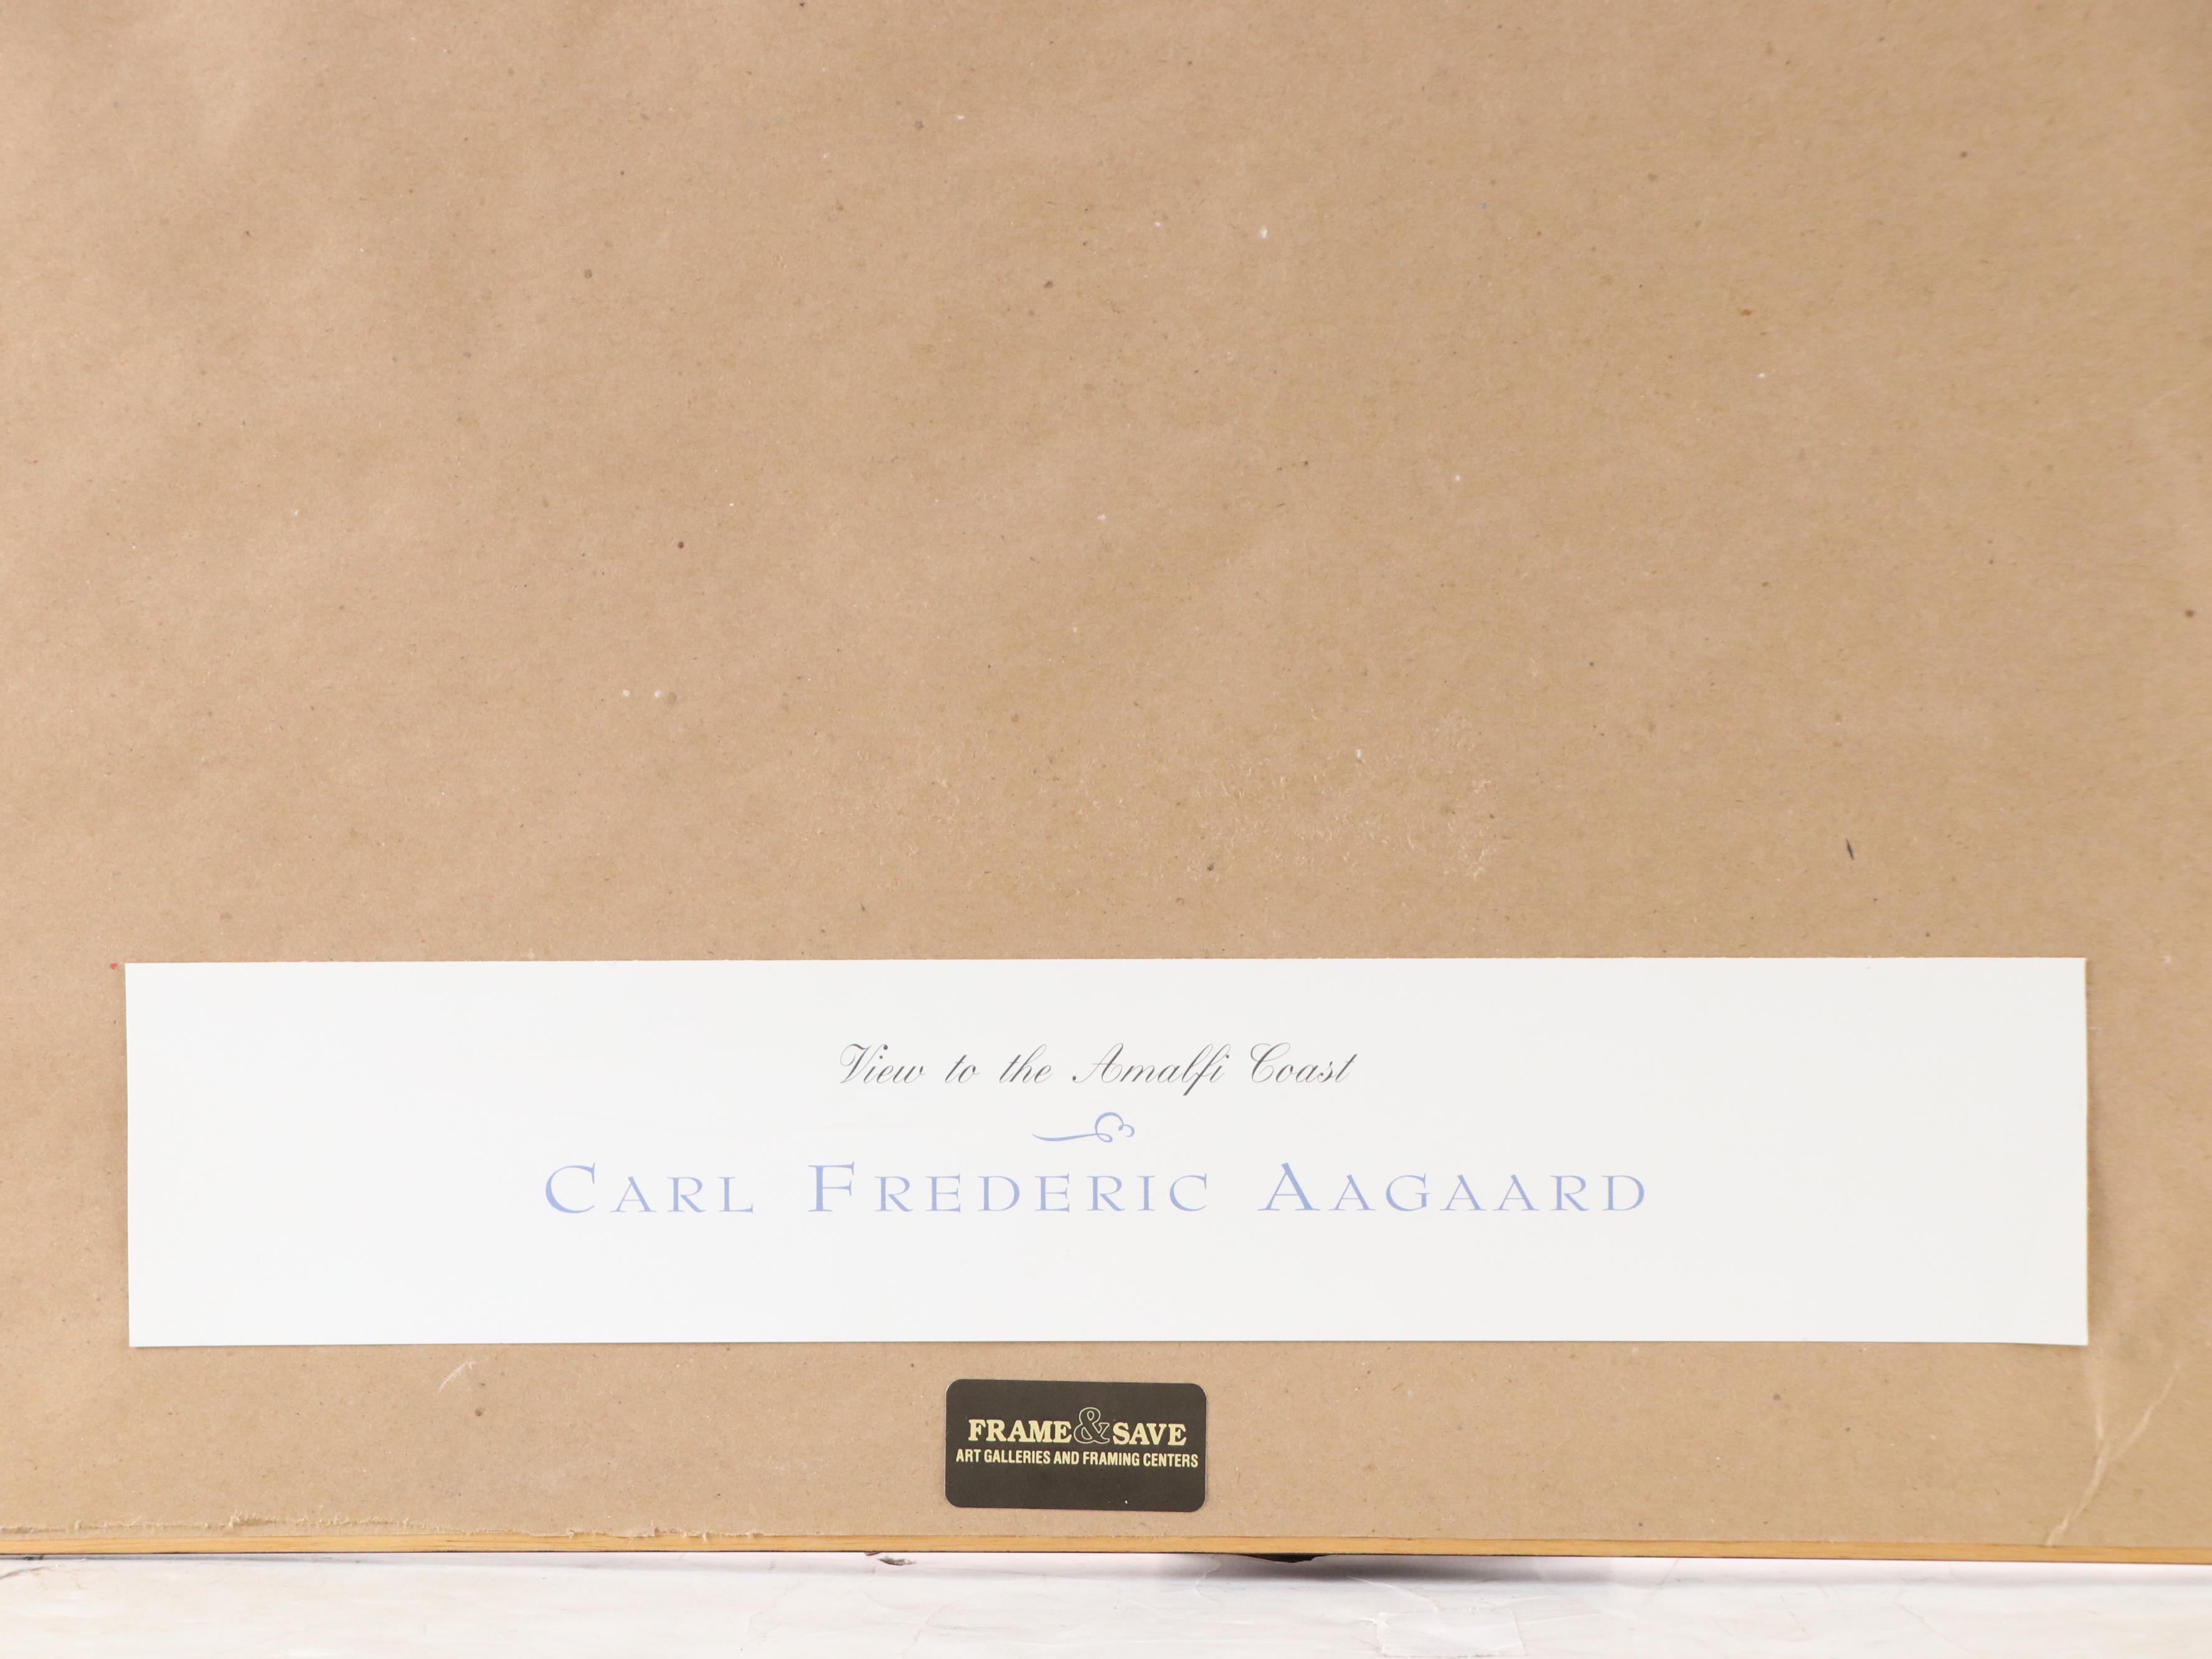 View to the Amalfi Coast
CARL FREDERIC AAGAARD
FRAME & SAVE
ART GALLERIES AND FRAMING CENTERS